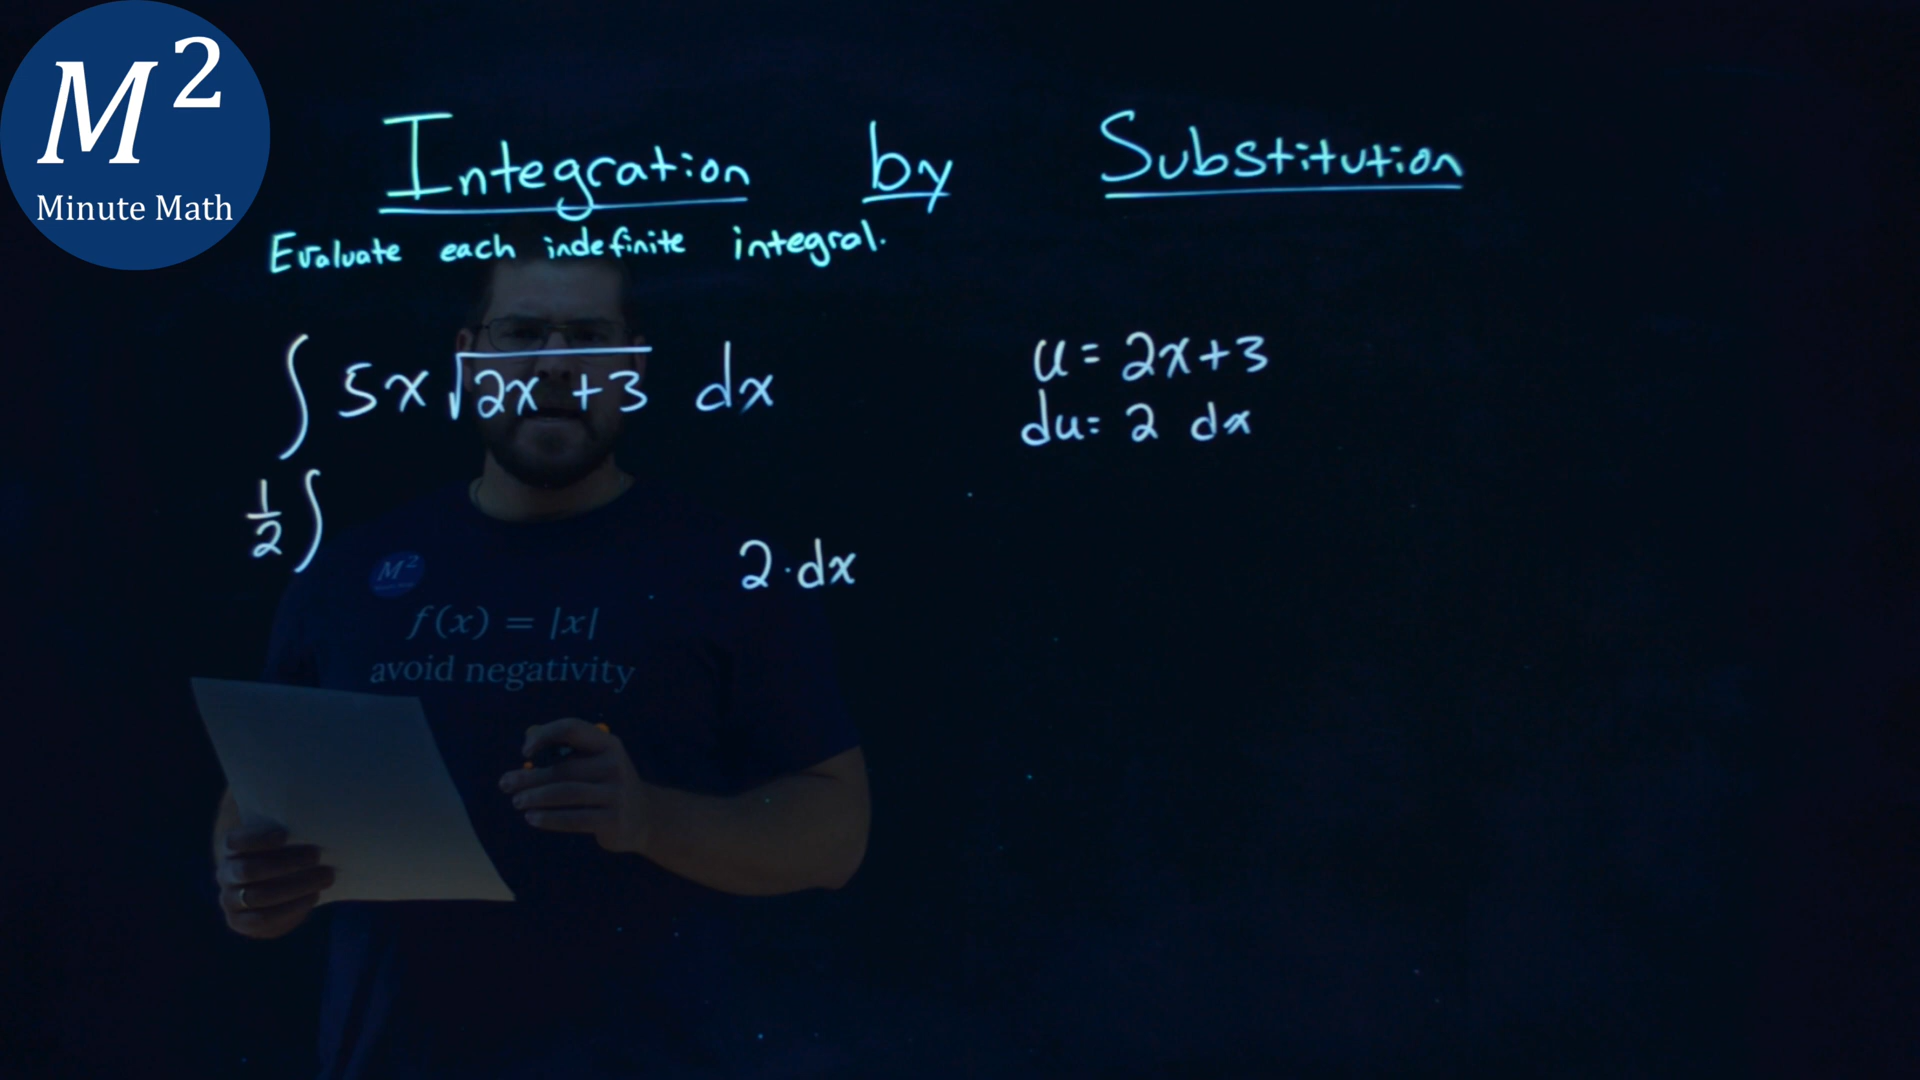 M²
Minute Math
Integration by Substitution
Evaluate each indefinite integral.
∫ 5x √(2x + 3) dx
u = 2x+3
du = 2 dx
1/2 ∫ 2·dx
M²
f(x) = |x|
avoid negativity